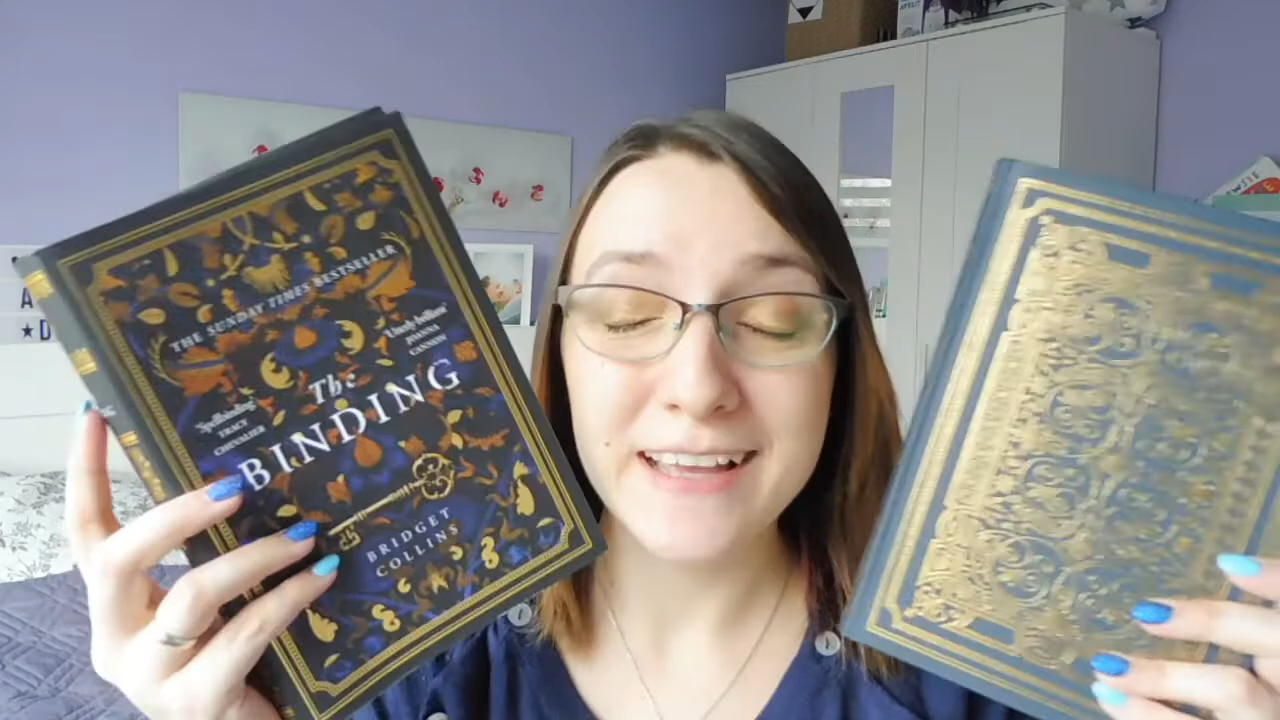 THE SUNDAY TIMES BESTSELLER
'Utterly brilliant'
JOANNA
CANNON
The
BINDING
'Spellbinding'
TRACY
CHEVALIER
BRIDGET
COLLINS
A
★D